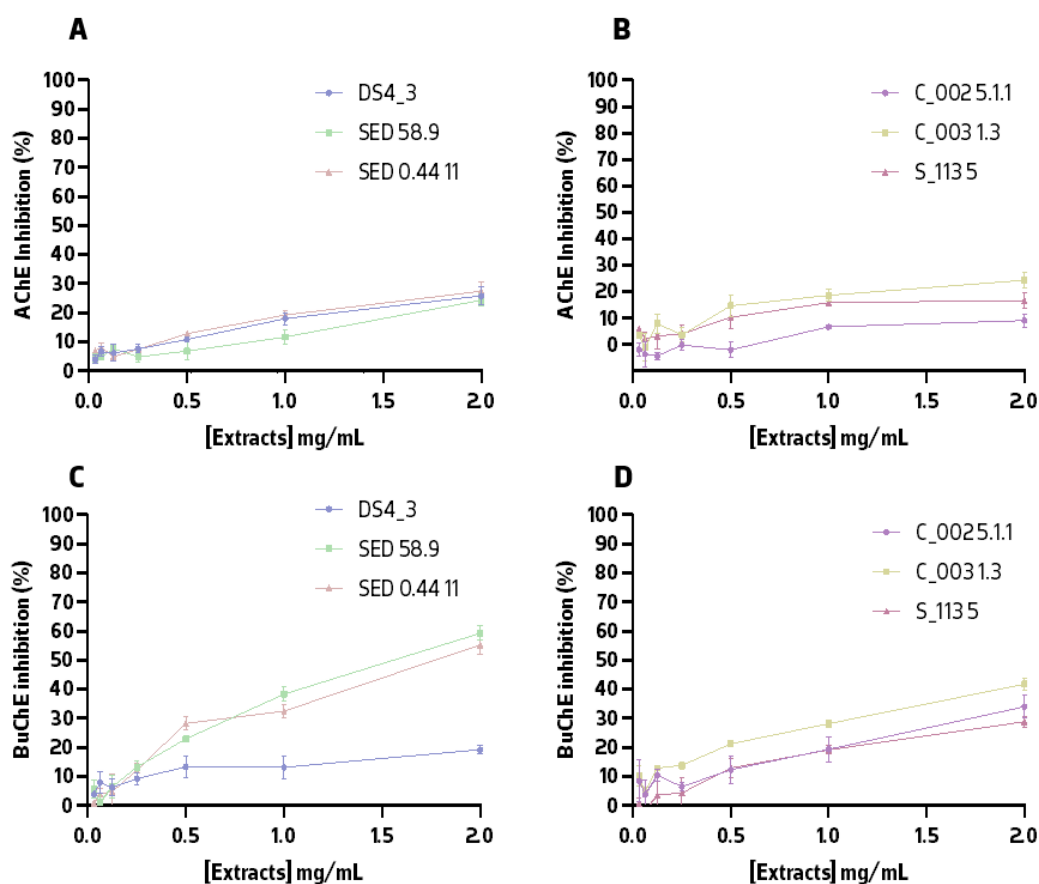 A
AChE Inhibition (%)
100
90
80
70
60
50
40
30
20
10
0
DS4_3
SED 58.9
SED 0.44 11
0.0 0.5 1.0 1.5 2.0
[Extracts] mg/mL
B
AChE Inhibition (%)
100
90
80
70
60
50
40
30
20
10
0
C_002 5.1.1
C_003 1.3
S_113 5
0.0 0.5 1.0 1.5 2.0
[Extracts] mg/mL
C
BuChE inhibition (%)
100
90
80
70
60
50
40
30
20
10
0
DS4_3
SED 58.9
SED 0.44 11
0.0 0.5 1.0 1.5 2.0
[Extracts] mg/mL
D
BuChE inhibition (%)
100
90
80
70
60
50
40
30
20
10
0
C_002 5.1.1
C_003 1.3
S_113 5
0.0 0.5 1.0 1.5 2.0
[Extracts] mg/mL